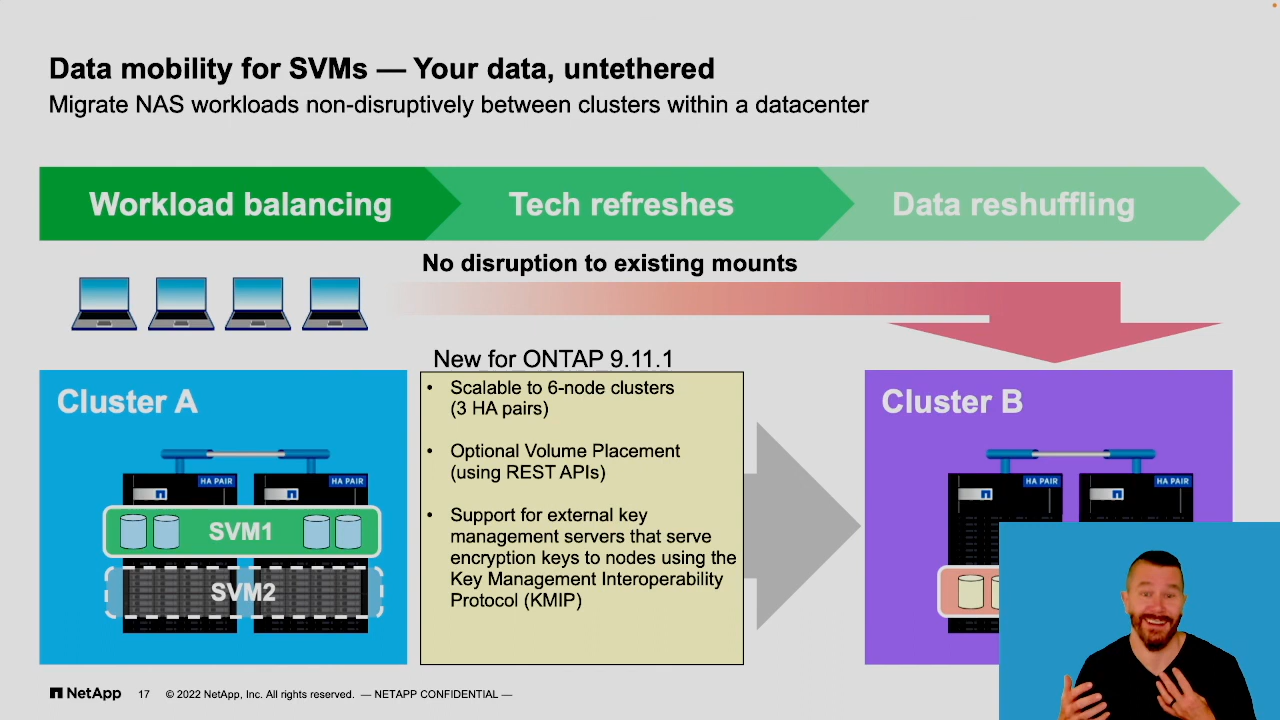 Data mobility for SVMs — Your data, untethered
Migrate NAS workloads non-disruptively between clusters within a datacenter
Workload balancing
Tech refreshes
Data reshuffling
No disruption to existing mounts
New for ONTAP 9.11.1
• Scalable to 6-node clusters
(3 HA pairs)
• Optional Volume Placement
(using REST APIs)
• Support for external key
management servers that serve
encryption keys to nodes using the
Key Management Interoperability
Protocol (KMIP)
Cluster A
HA PAIR
HA PAIR
SVM1
SVM2
Cluster B
HA PAIR
HA PAIR
NetApp
17
© 2022 NetApp, Inc. All rights reserved. — NETAPP CONFIDENTIAL —